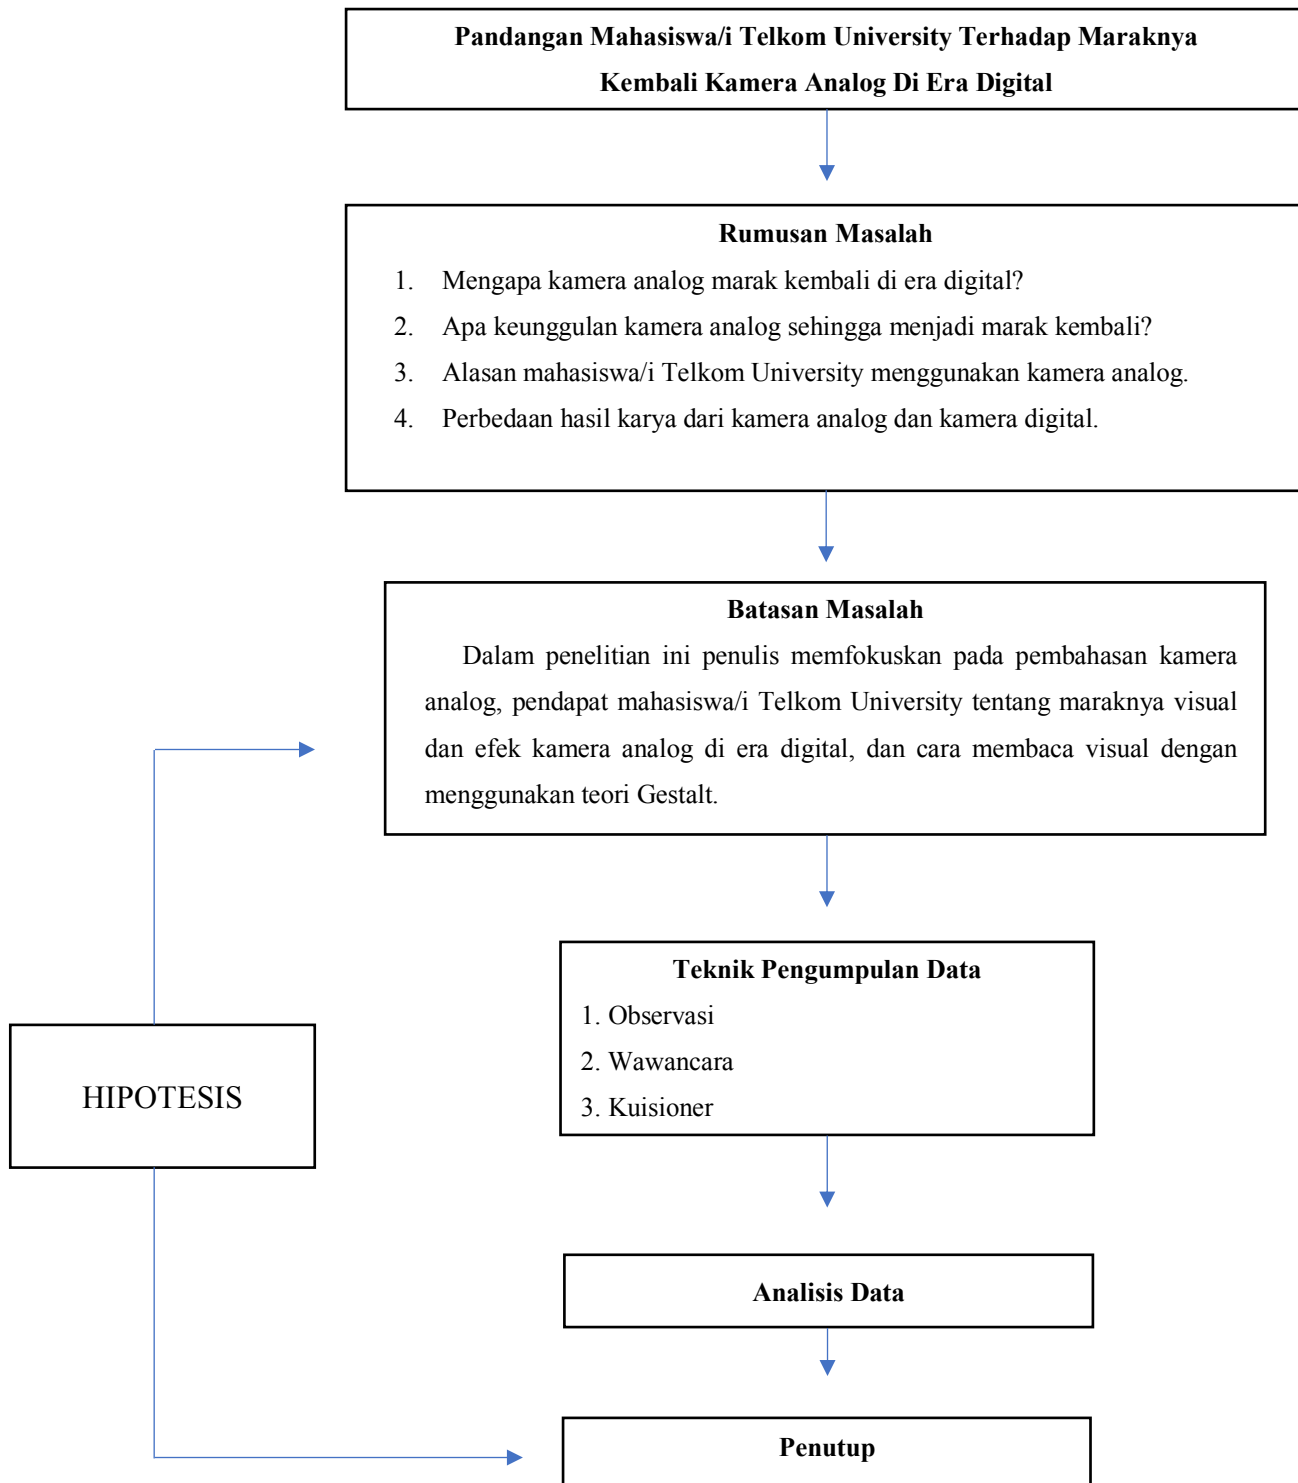 Pandangan Mahasiswa/i Telkom University Terhadap Maraknya
Kembali Kamera Analog Di Era Digital
Rumusan Masalah
1. Mengapa kamera analog marak kembali di era digital?
2. Apa keunggulan kamera analog sehingga menjadi marak kembali?
3. Alasan mahasiswa/i Telkom University menggunakan kamera analog.
4. Perbedaan hasil karya dari kamera analog dan kamera digital.
Batasan Masalah
Dalam penelitian ini penulis memfokuskan pada pembahasan kamera
analog, pendapat mahasiswa/i Telkom University tentang maraknya visual
dan efek kamera analog di era digital, dan cara membaca visual dengan
menggunakan teori Gestalt.
Teknik Pengumpulan Data
1. Observasi
2. Wawancara
3. Kuisioner
HIPOTESIS
Analisis Data
Penutup